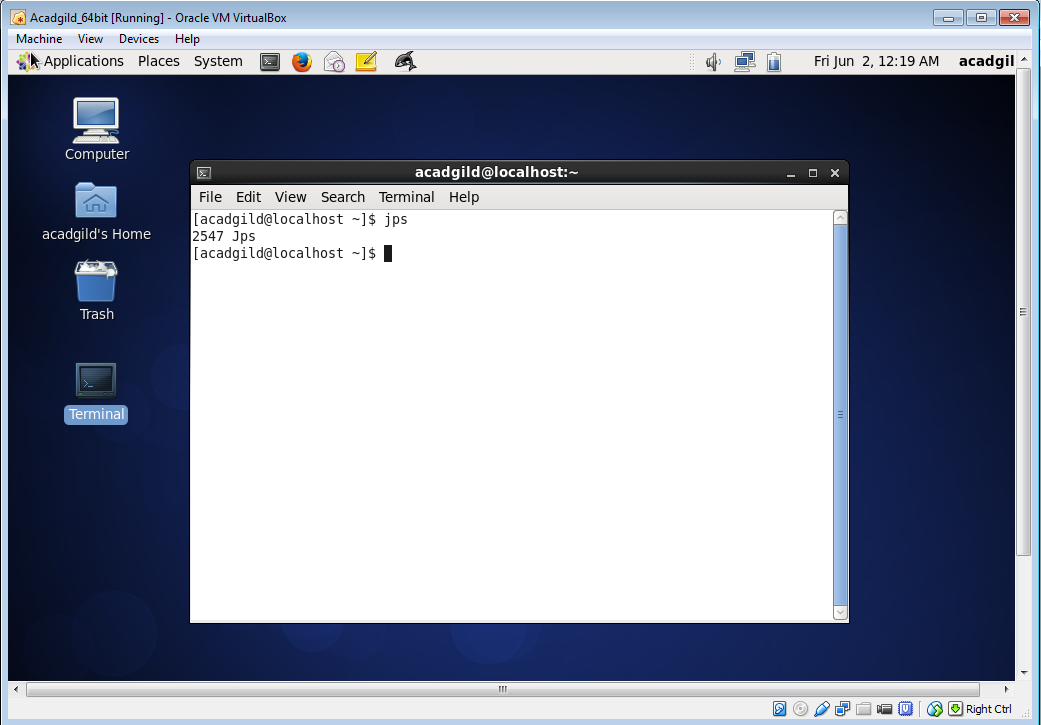 Acadgild_64bit [Running] - Oracle VM VirtualBox
Machine View Devices Help
Applications Places System Fri Jun 2, 12:19 AM acadgil
Computer
acadgild's Home
Trash
Terminal
acadgild@localhost:~
File Edit View Search Terminal Help
[acadgild@localhost ~]$ jps
2547 Jps
[acadgild@localhost ~]$
Right Ctrl